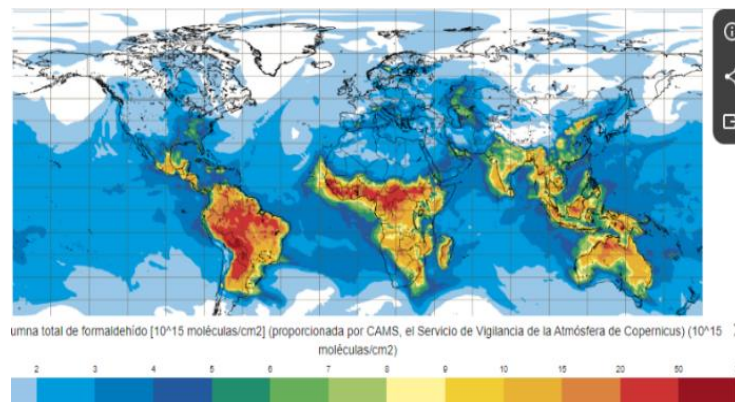 umna total de formaldehído [10^15 moléculas/cm2] (proporcionada por CAMS, el Servicio de Vigilancia de la Atmósfera de Copernicus) (10^15
moléculas/cm2)
2 3 4 5 6 7 8 9 10 15 20 50